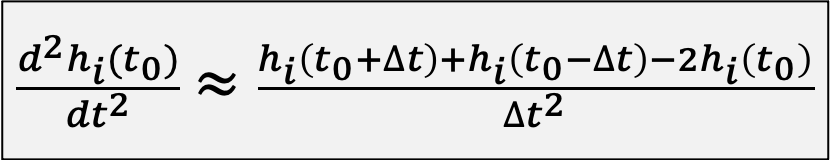 d²hᵢ(t₀)/dt² ≈ (hᵢ(t₀+Δt)+hᵢ(t₀−Δt)−2hᵢ(t₀))/Δt²